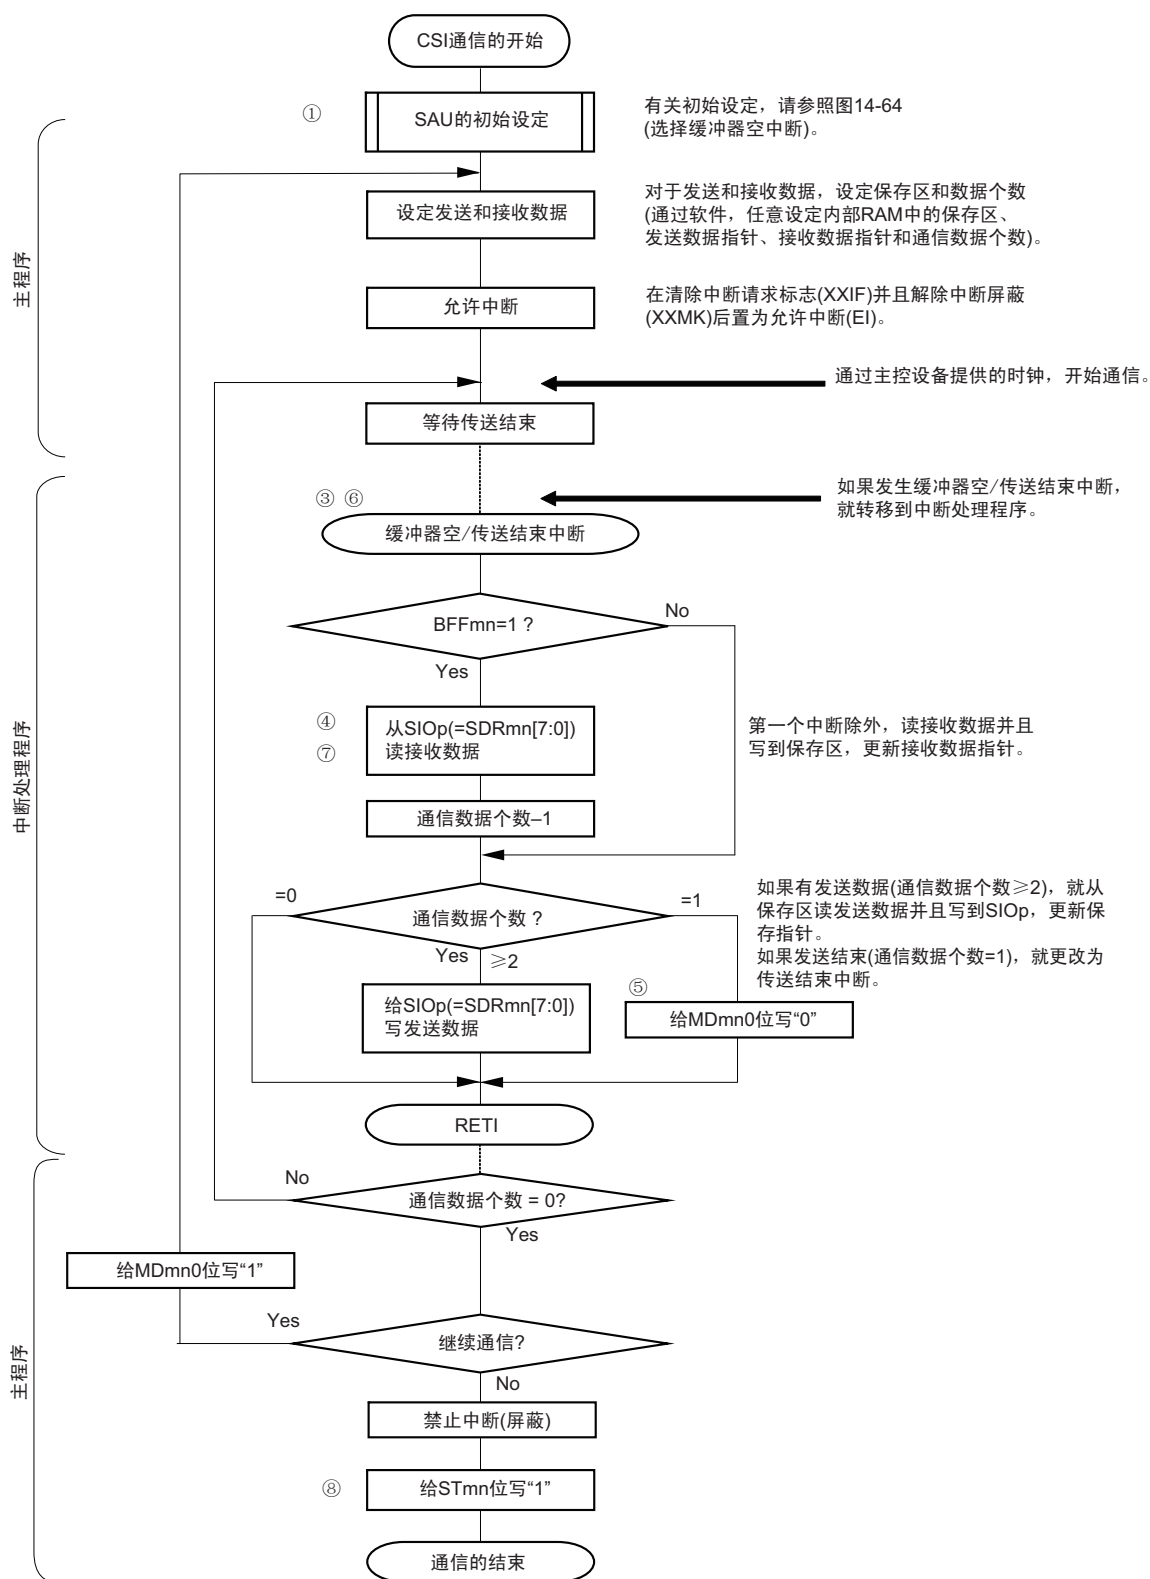 CSI通信的开始
①
SAU的初始设定
有关初始设定，请参照图14-64
(选择缓冲器空中断)。
设定发送和接收数据
对于发送和接收数据，设定保存区和数据个数
(通过软件，任意设定内部RAM中的保存区、
发送数据指针、接收数据指针和通信数据个数)。
主程序
允许中断
在清除中断请求标志(XXIF)并且解除中断屏蔽
(XXMK)后置为允许中断(EI)。
通过主控设备提供的时钟，开始通信。
等待传送结束
③ ⑥
如果发生缓冲器空/传送结束中断，
就转移到中断处理程序。
缓冲器空/传送结束中断
BFFmn=1 ?
No
Yes
④
⑦
从SIOp(=SDRmn[7:0])
读接收数据
第一个中断除外，读接收数据并且
写到保存区，更新接收数据指针。
中断处理程序
通信数据个数–1
=0
通信数据个数 ?
=1
Yes
≥2
如果有发送数据(通信数据个数≥2)，就从
保存区读发送数据并且写到SIOp，更新保
存指针。
如果发送结束(通信数据个数=1)，就更改为
传送结束中断。
给SIOp(=SDRmn[7:0])
写发送数据
⑤
给MDmn0位写“0”
RETI
No
通信数据个数 = 0?
Yes
给MDmn0位写“1”
Yes
继续通信?
No
主程序
禁止中断(屏蔽)
⑧
给STmn位写“1”
通信的结束